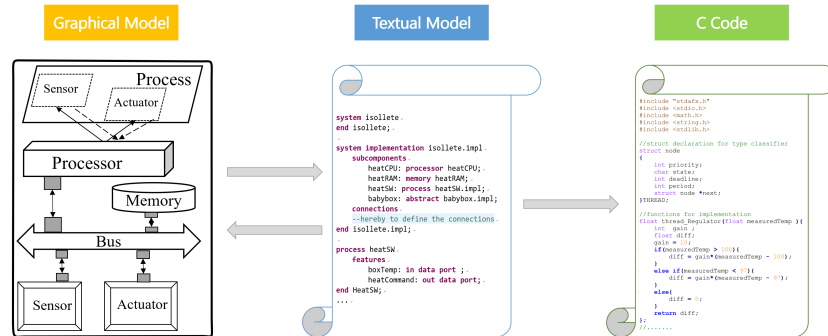 Graphical Model
Textual Model
C Code
Process
Sensor
Actuator
Processor
Memory
Bus
Sensor
Actuator
system isollete
end isollete;
.
system implementation isollete.impl
subcomponents
heatCPU: processor heatCPU;
heatRAM: memory heatRAM;
heatSW: process heatSW.impl;
babybox: abstract babybox.impl;
connections
--hereby to define the connections
end isollete.impl;
.
process heatSW
features
boxTemp: in data port ;
heatCommand: out data port;
end HeatSW;
...
#include "stdafx.h"
#include <stdio.h>
#include <math.h>
#include <string.h>
#include <stdlib.h>
//struct declaration for type classifier
struct node
{
int priority;
char state;
int deadline;
int period;
struct node *next;
}THREAD;
//functions for implementation
float thread_Regulator(float measuredTemp ){
int gain ;
float diff;
gain = 10;
if(measuredTemp > 100){
diff = gain*(measuredTemp - 100);
}
else if(measuredTemp < 97){
diff = gain*(measuredTemp - 97);
}
else{
diff = 0;
}
return diff;
};
//.......